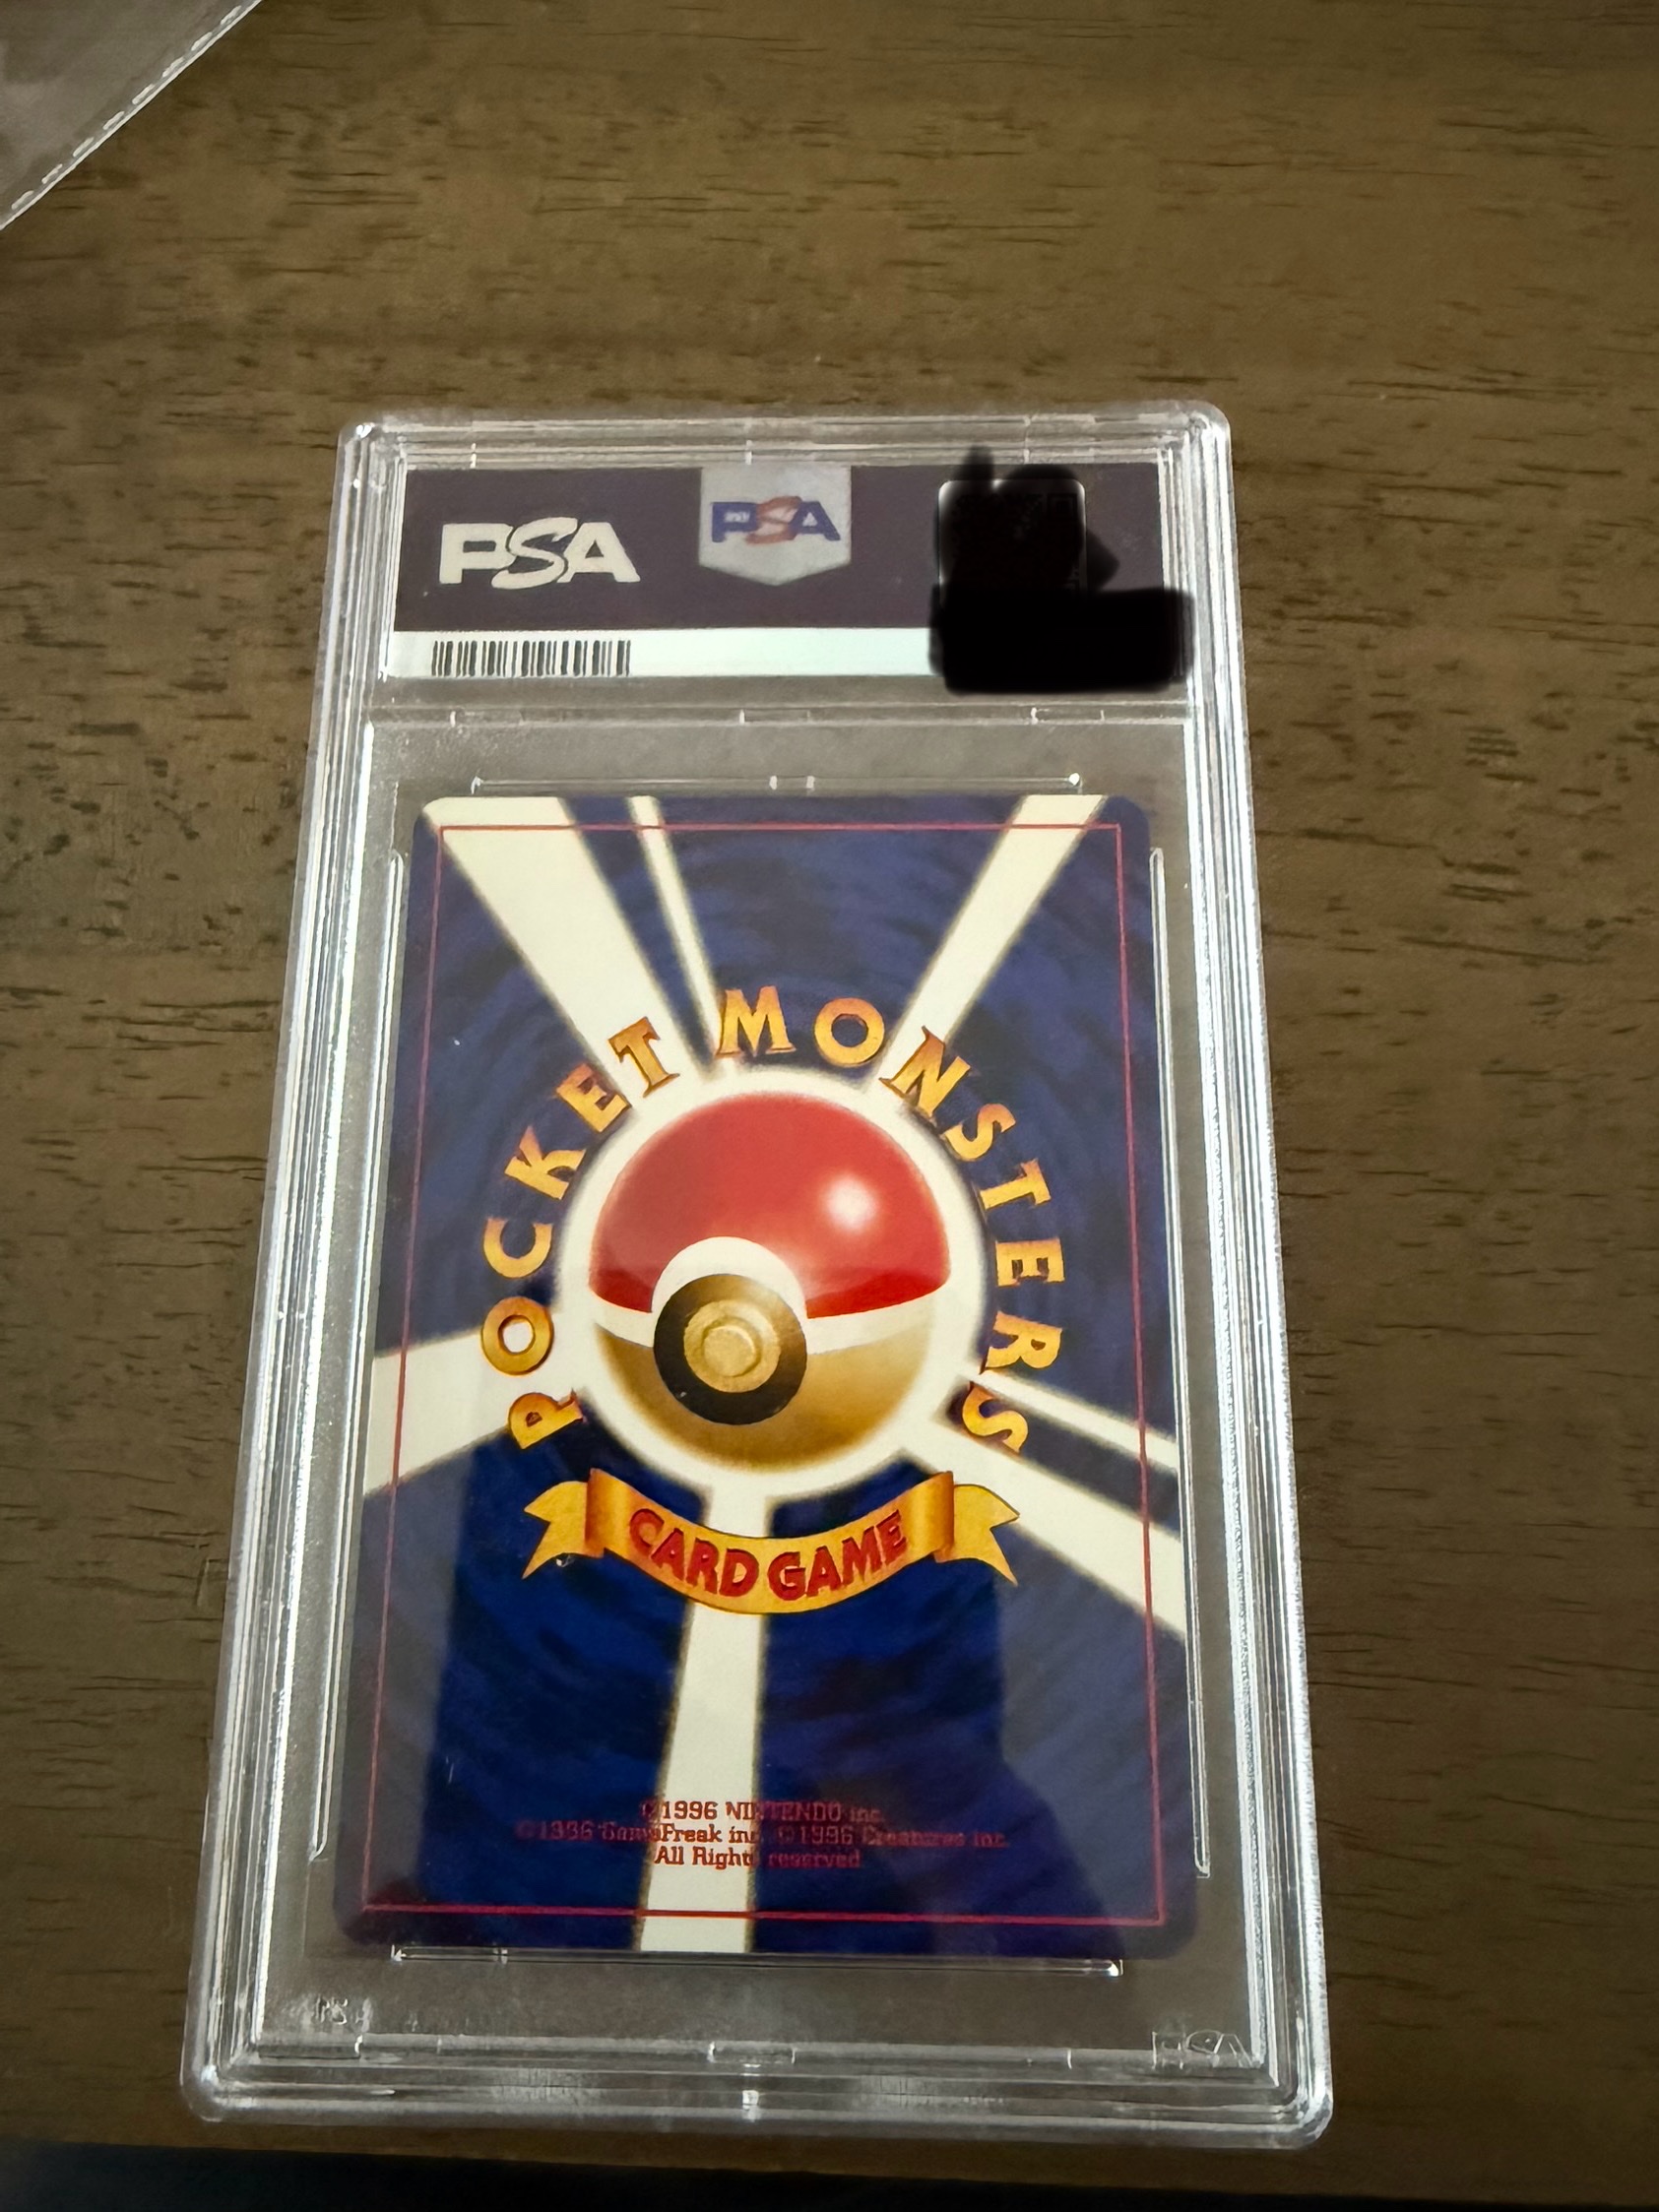 PSA
PSA
POCKET MONSTERS
CARD GAME
©1996 NINTENDO inc.
©1996 GameFreak inc. ©1996 Creatures inc.
All Rights reserved.
PSA